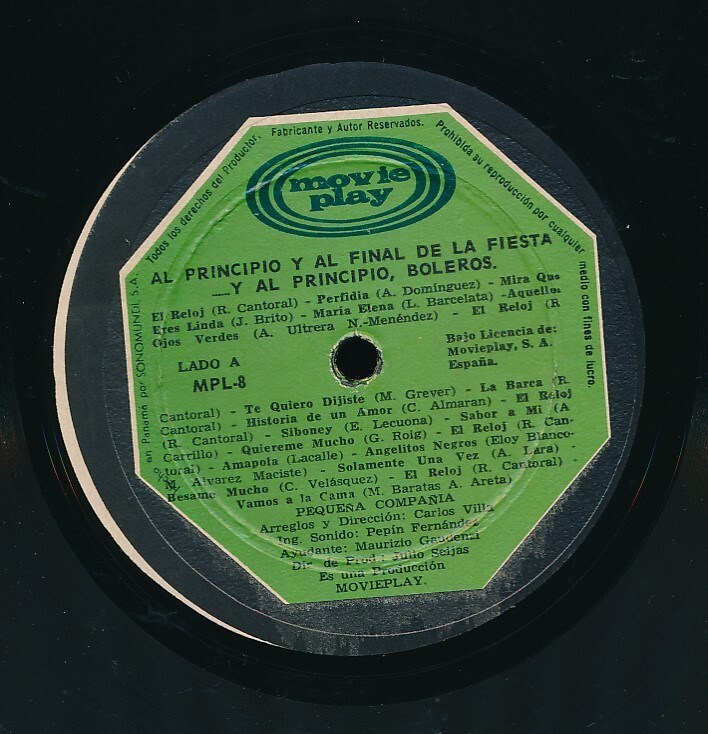 Todos los derechos del Productor. Fabricante y Autor Reservados. Prohibida su reproducción por cualquier medio con fines de lucro.
movie
play
AL PRINCIPIO Y AL FINAL DE LA FIESTA
......Y AL PRINCIPIO, BOLEROS.
El Reloj (R. Cantoral) - Perfidia (A. Domínguez) - Mira Que
Eres Linda (J. Brito) - María Elena (L. Barcelata) -Aquellos
Ojos Verdes (A. Ultrera N.-Menéndez) - El Reloj (R
LADO A
MPL-8
Bajo Licencia de:
Movieplay, S. A.
España.
Cantoral) - Te Quiero Dijiste (M. Grever) - La Barca (R.
Cantoral) - Historia de un Amor (C. Almaran) - El Reloj
(R. Cantoral) - Siboney (E. Lecuona) - Sabor a Mi (A
Carrillo) - Quiereme Mucho (G. Roig) - El Reloj (R. Can-
toral) - Amapola (Lacalle) - Angelitos Negros (Eloy Blanco-
M. Alvarez Maciste) - Solamente Una Vez (A. Lara) -
Besame Mucho (C. Velásquez) - El Reloj (R. Cantoral) -
Vamos a la Cama (M. Baratas A. Areta)
PEQUEÑA COMPAÑIA
Arreglos y Dirección: Carlos Villa
Ing. Sonido: Pepín Fernández
Ayudante: Maurizio Gaudenzi
Dir. de Prod.: Julio Seijas
Es una Producción
MOVIEPLAY.
en Panamá por SONOMUNDI S.A.